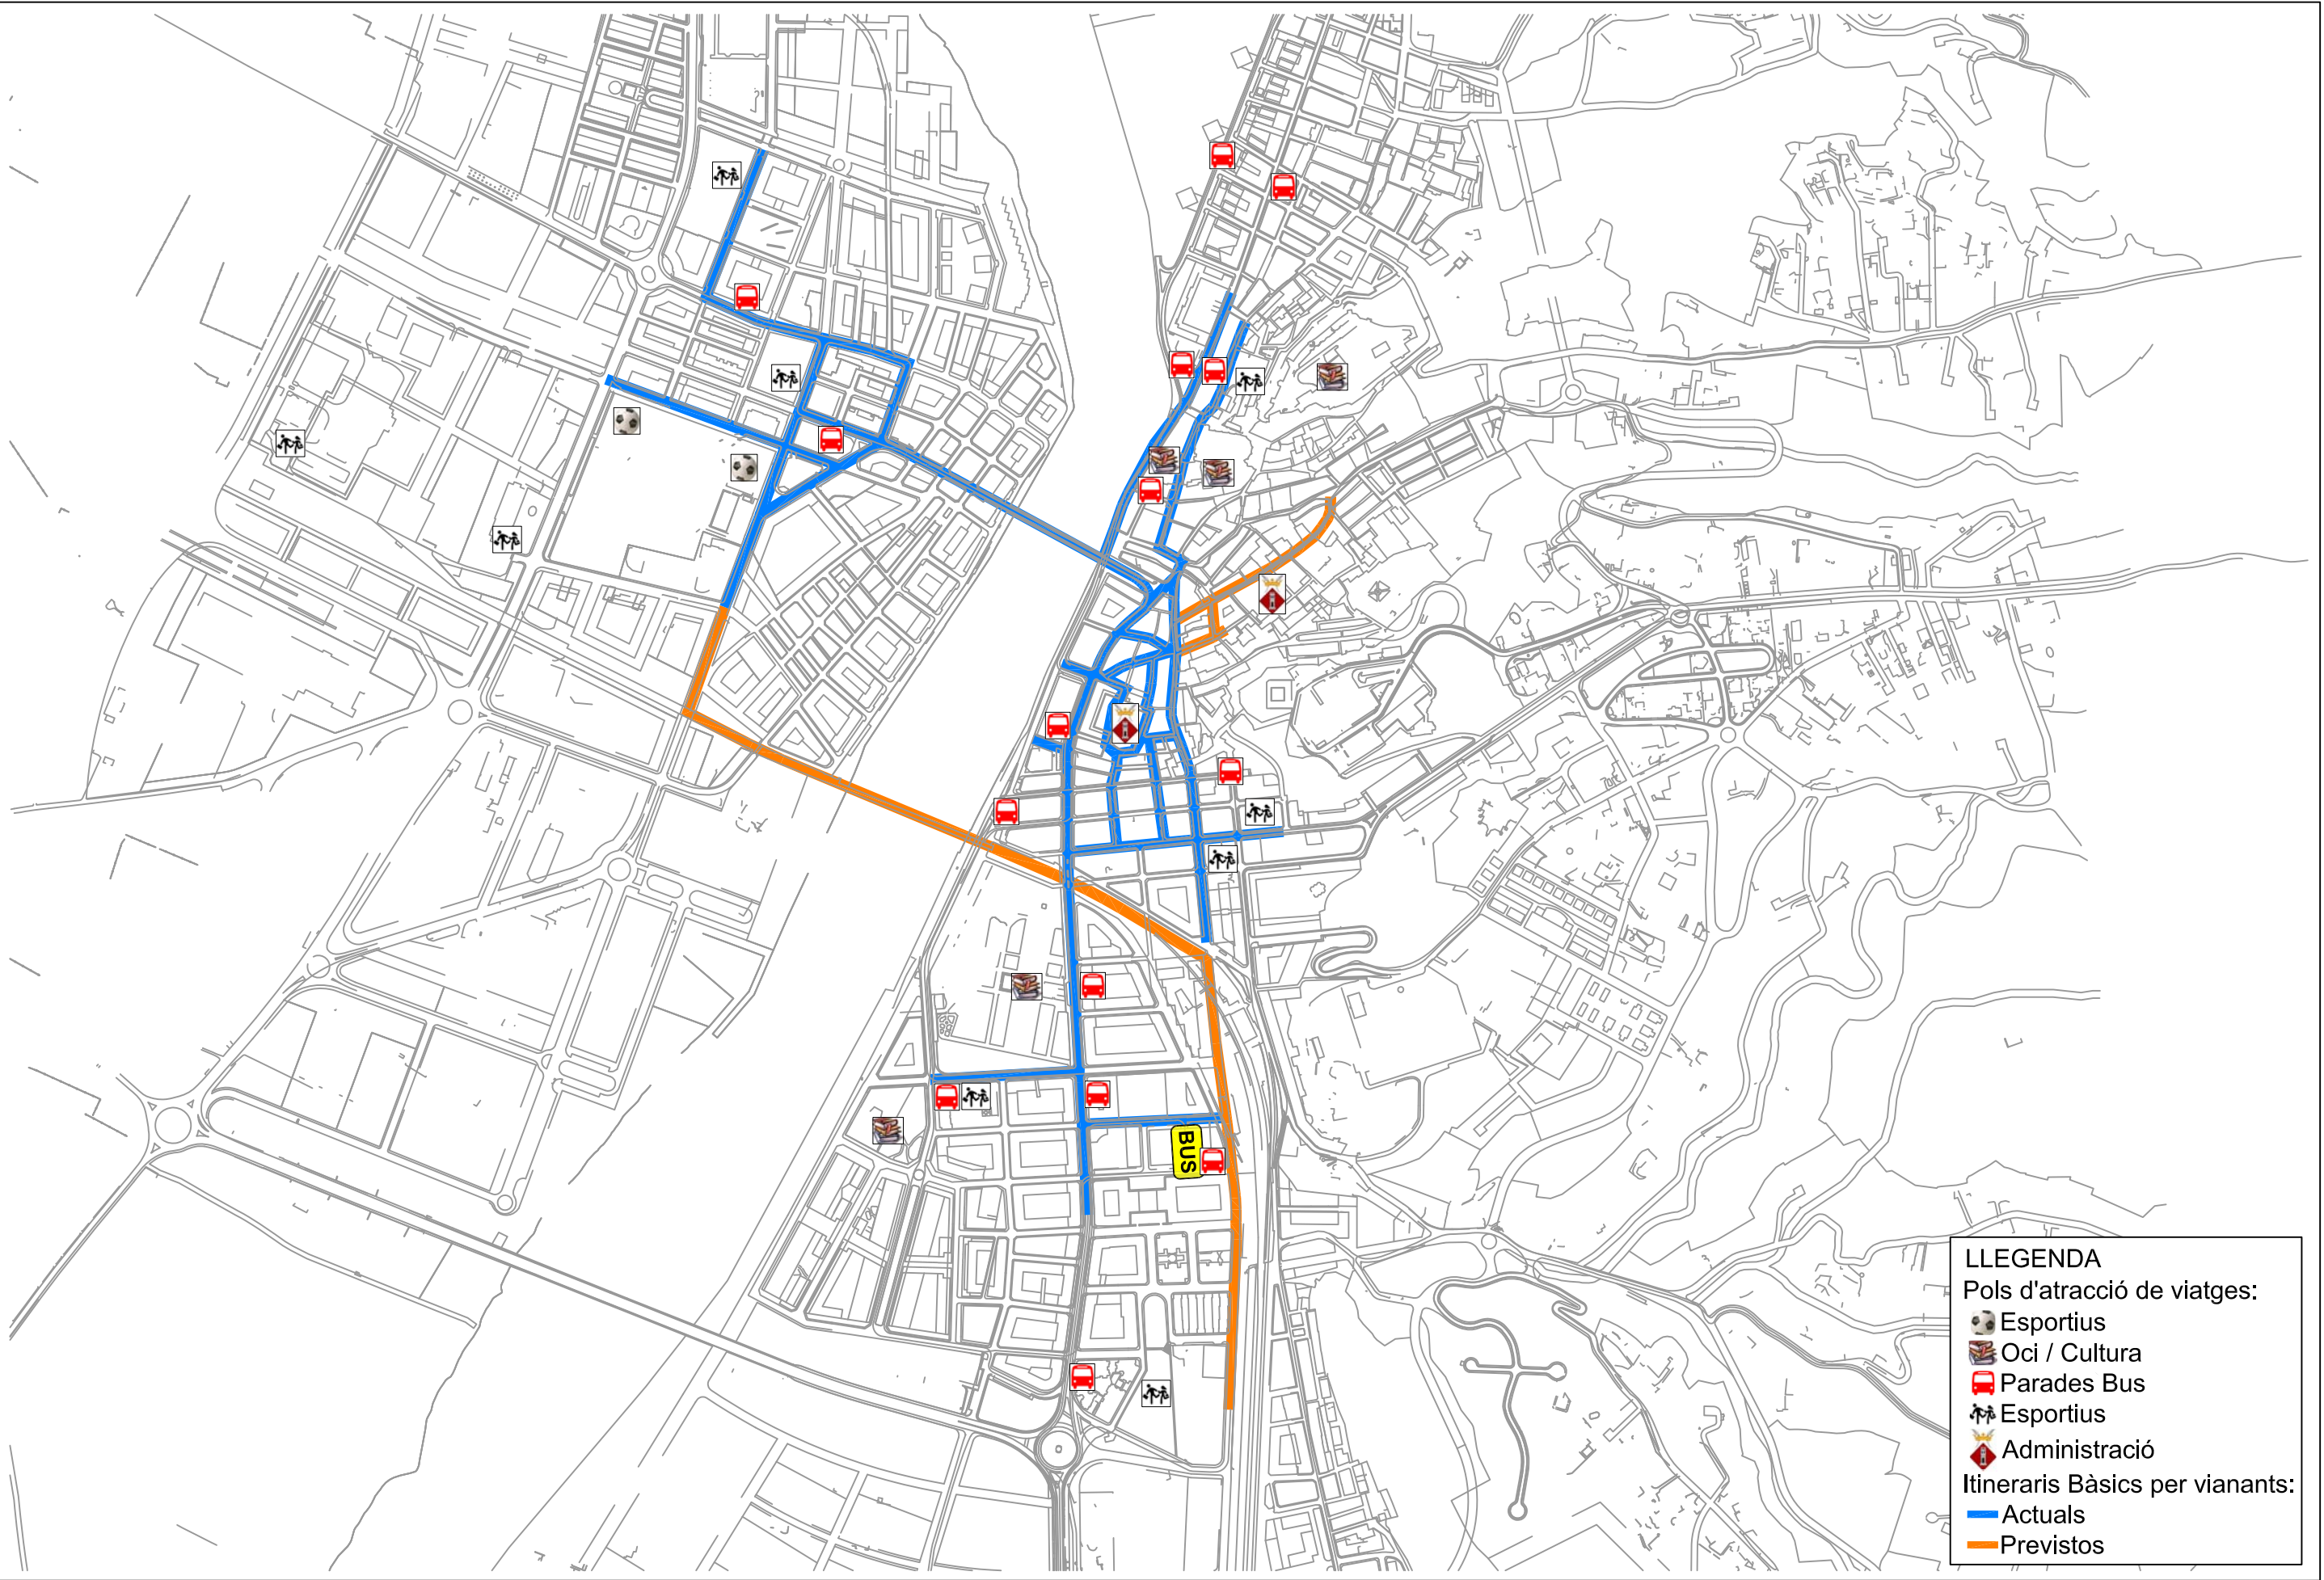 BUS
LLEGENDA
Pols d'atracció de viatges:
Esportius
Oci / Cultura
Parades Bus
Esportius
Administració
Itineraris Bàsics per vianants:
Actuals
Previstos